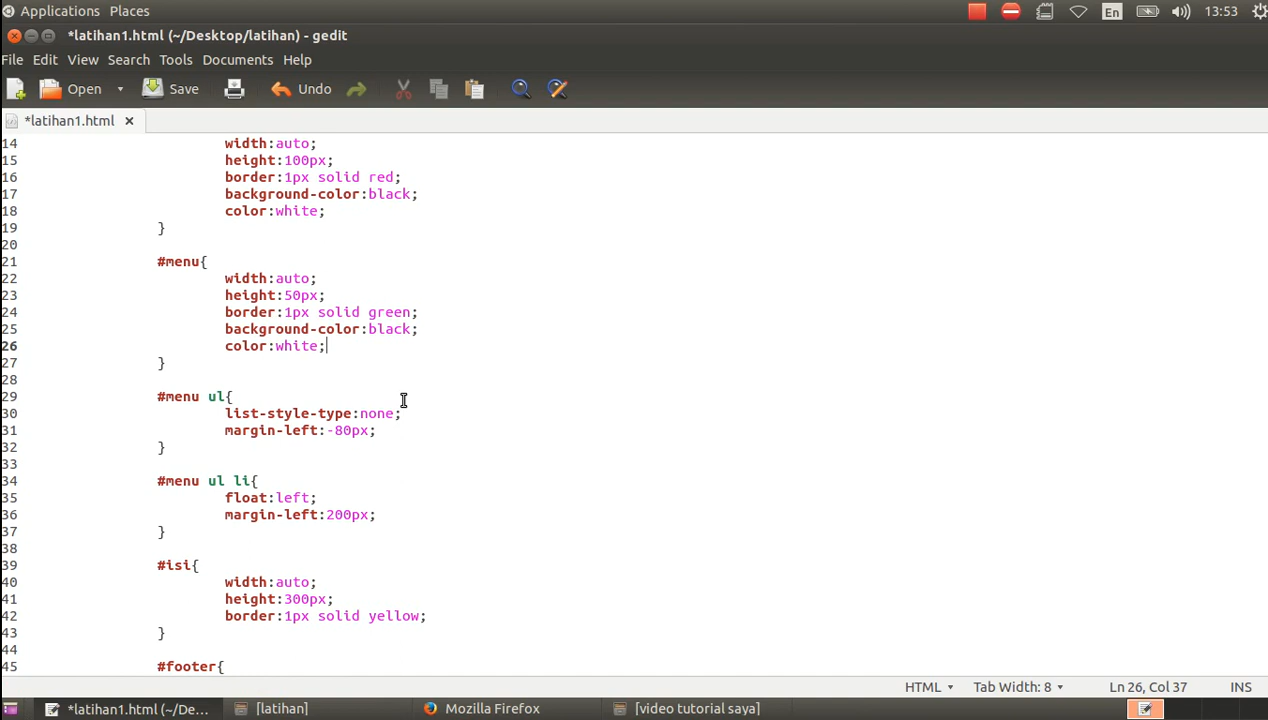 Applications Places En 13:53
*latihan1.html (~/Desktop/latihan) - gedit
File Edit View Search Tools Documents Help
Open Save Undo
*latihan1.html
14 width:auto;
15 height:100px;
16 border:1px solid red;
17 background-color:black;
18 color:white;
19 }
20
21 #menu{
22 width:auto;
23 height:50px;
24 border:1px solid green;
25 background-color:black;
26 color:white;
27 }
28
29 #menu ul{
30 list-style-type:none;
31 margin-left:-80px;
32 }
33
34 #menu ul li{
35 float:left;
36 margin-left:200px;
37 }
38
39 #isi{
40 width:auto;
41 height:300px;
42 border:1px solid yellow;
43 }
44
45 #footer{
HTML Tab Width: 8 Ln 26, Col 37 INS
*latihan1.html (~/De... [latihan] Mozilla Firefox [video tutorial saya]